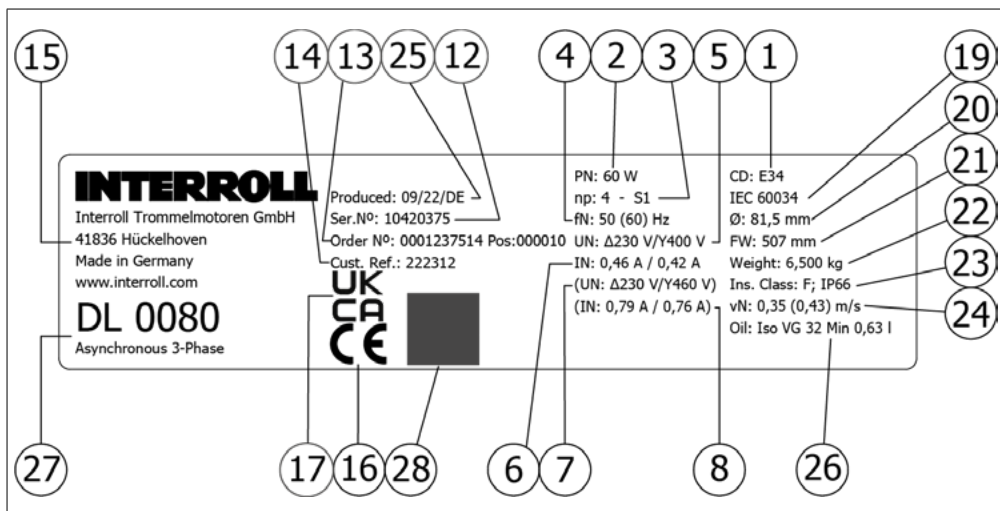 15 14 13 25 12 4 2 3 5 1 19
20
21
22
23
24
INTERROLL
Interroll Trommelmotoren GmbH
41836 Hückelhoven
Made in Germany
www.interroll.com
DL 0080
Asynchronous 3-Phase
Produced: 09/22/DE
Ser.Nº: 10420375
Order Nº: 0001237514 Pos:000010
Cust. Ref.: 222312
UK
CA
CE
PN: 60 W
np: 4 - S1
fN: 50 (60) Hz
UN: Δ230 V/Y400 V
IN: 0,46 A / 0,42 A
(UN: Δ230 V/Y460 V)
(IN: 0,79 A / 0,76 A)
CD: E34
IEC 60034
Ø: 81,5 mm
FW: 507 mm
Weight: 6,500 kg
Ins. Class: F; IP66
vN: 0,35 (0,43) m/s
Oil: Iso VG 32 Min 0,63 l
27 17 16 28 6 7 8 26